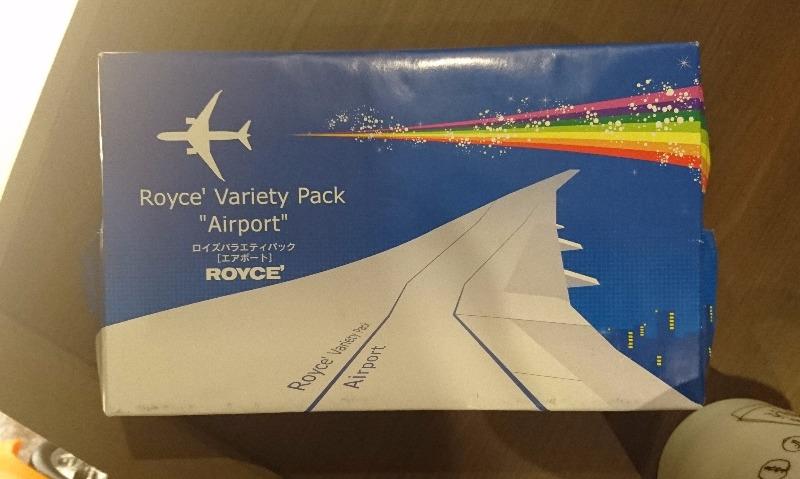 Royce' Variety Pack
"Airport"
ロイズバラエティパック
[エアポート]
ROYCE'
Royce' Variety Pack
Airport